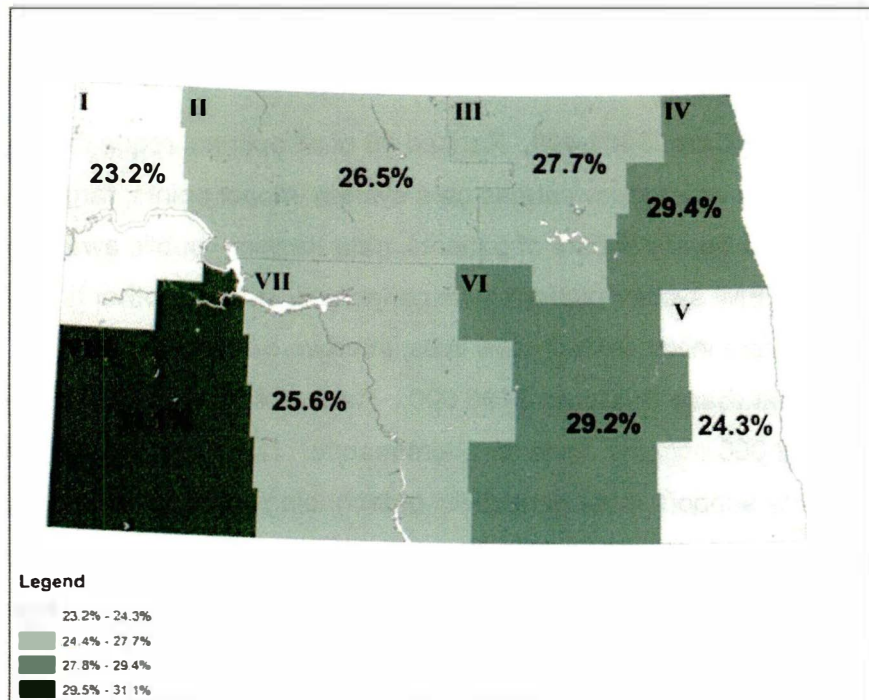 I
II
III
IV
23.2%
26.5%
27.7%
29.4%
VII
VI
V
25.6%
29.2%
24.3%
Legend
23.2% - 24.3%
24.4% - 27.7%
27.8% - 29.4%
29.5% - 31.1%